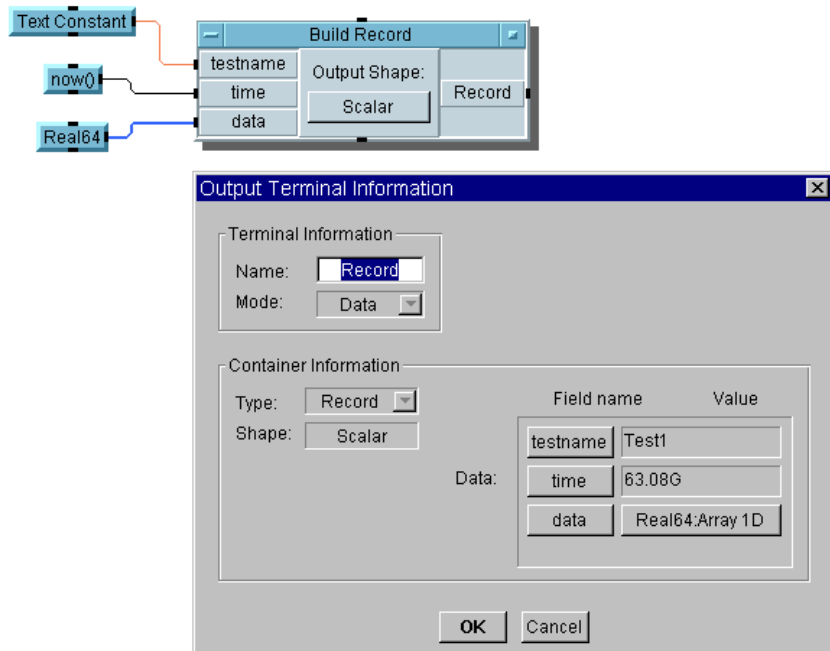 Text Constant
Build Record
testname
Output Shape:
now()
time
Scalar
Record
data
Real64
Output Terminal Information
Terminal Information
Name: Record
Mode: Data
Container Information
Type: Record
Field name Value
Shape: Scalar
testname Test1
Data: time 63.08G
data Real64:Array 1D
OK Cancel